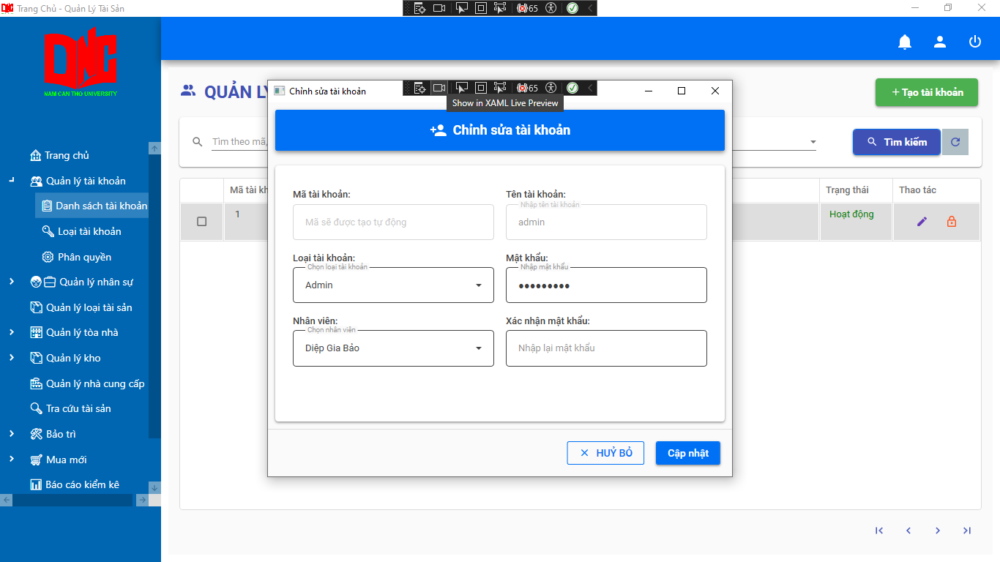 Trang Chủ - Quản Lý Tài Sản
65
DNC
NAM CAN THO UNIVERSITY
Trang chủ
Quản lý tài khoản
Danh sách tài khoản
Loại tài khoản
Phân quyền
Quản lý nhân sự
Quản lý loại tài sản
Quản lý tòa nhà
Quản lý kho
Quản lý nhà cung cấp
Tra cứu tài sản
Bảo trì
Mua mới
Báo cáo kiểm kê
QUẢN LÝ
+ Tạo tài khoản
Tìm theo mã,
Tìm kiếm
Mã tài kh
Trạng thái
Thao tác
1
Hoạt động
Chỉnh sửa tài khoản
65
Show in XAML Live Preview
Chỉnh sửa tài khoản
Mã tài khoản:
Tên tài khoản:
Mã sẽ được tạo tự động
Nhập tên tài khoản
admin
Loại tài khoản:
Mật khẩu:
Chọn loại tài khoản
Admin
Nhập mật khẩu
●●●●●●●●●
Nhân viên:
Xác nhận mật khẩu:
Chọn nhân viên
Diệp Gia Bảo
Nhập lại mật khẩu
HUỶ BỎ
Cập nhật